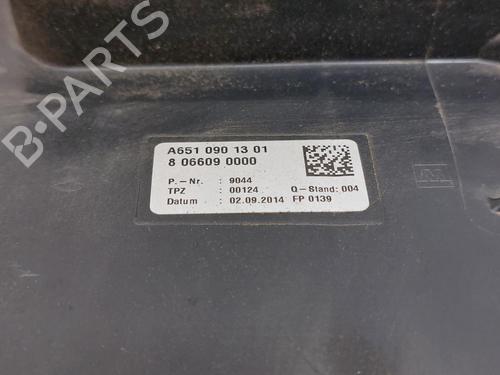 B-PARTS
A651 090 13 01
8 06609 0000
P.-Nr. : 9044
TPZ : 00124 Q-Stand: 004
Datum : 02.09.2014 FP 0139
B-PARTS